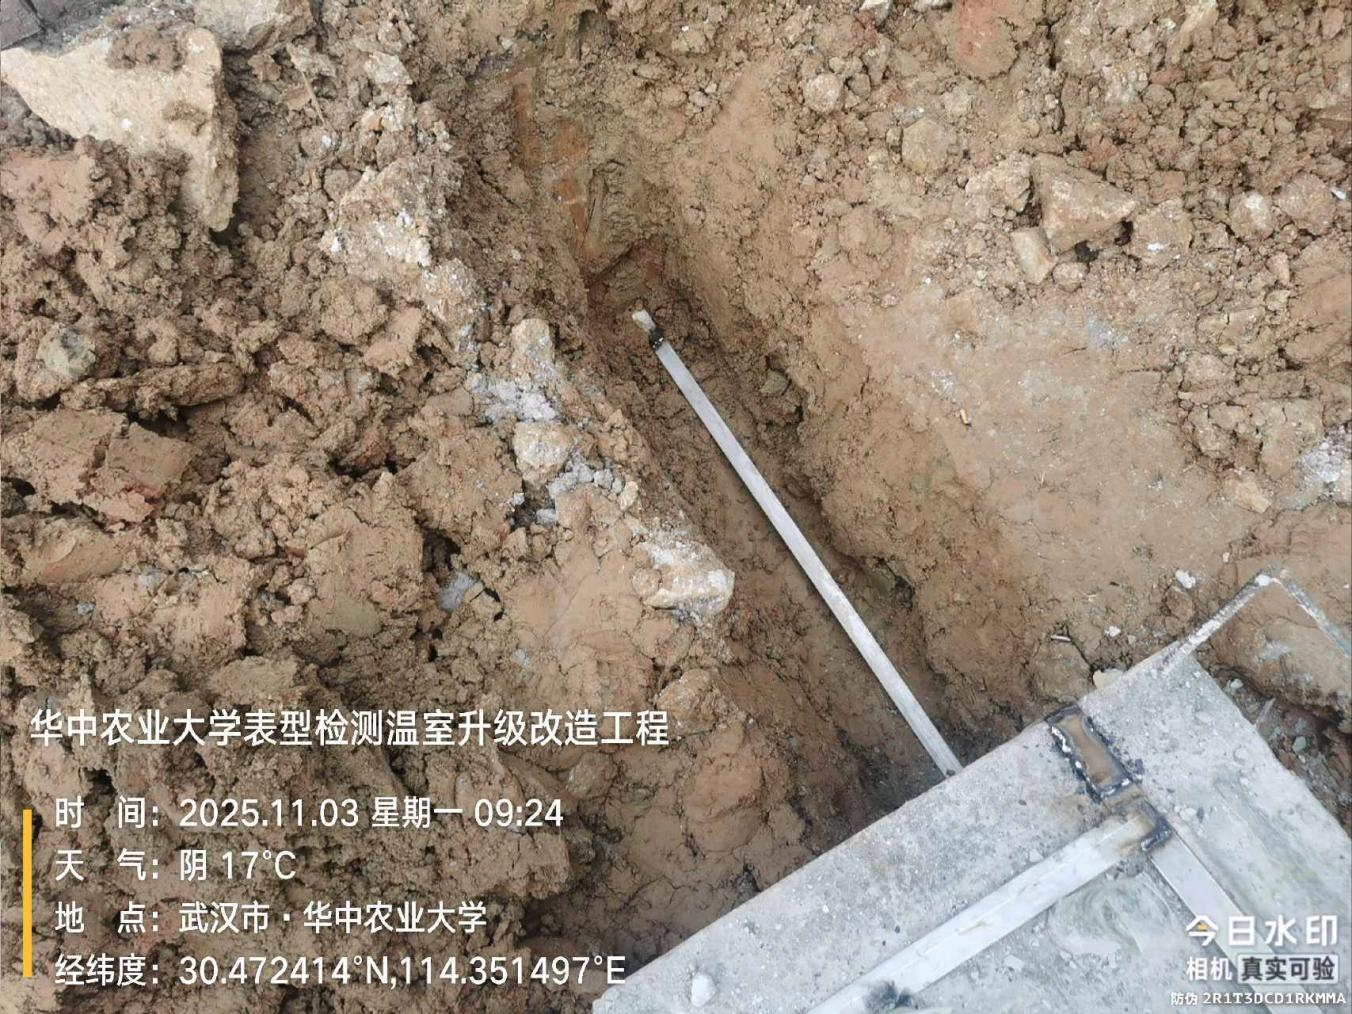 华中农业大学表型检测温室升级改造工程
时 间：2025.11.03 星期一 09:24
天 气：阴 17°C
地 点：武汉市·华中农业大学
经纬度：30.472414°N,114.351497°E
今日水印
相机 真实可验
防伪 2R1T3DCD1RKMMA